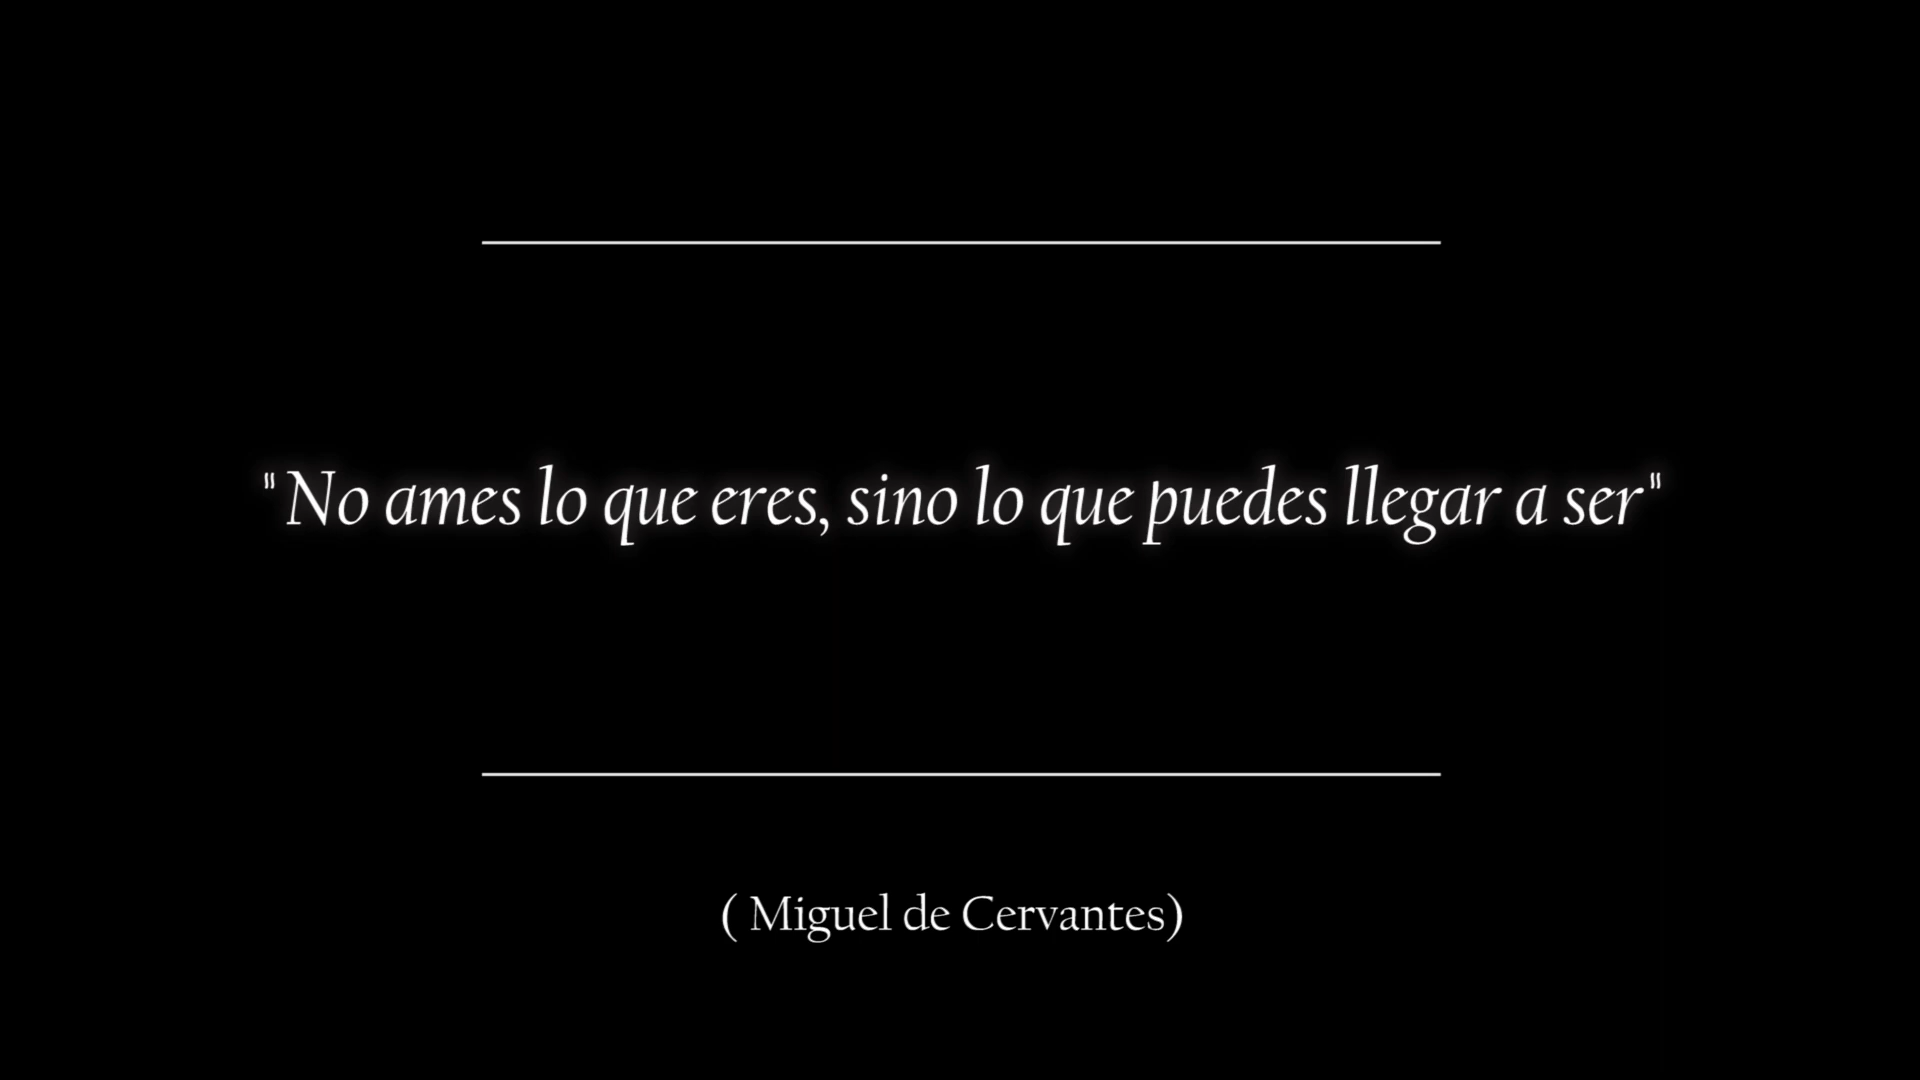 "No ames lo que eres, sino lo que puedes llegar a ser"
( Miguel de Cervantes)